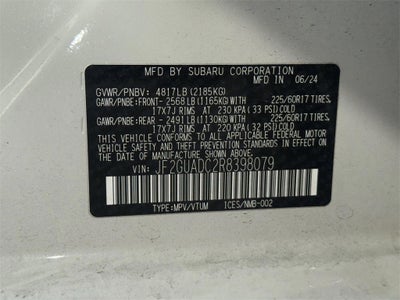 MFD BY SUBARU CORPORATION
GVWR/PNBV: 4817LB (2185KG) MFD IN 06/24
GAWR/PNBE:FRONT- 2568LB(1165KG)WITH 225/60R17 TIRES,
17X7J RIMS AT 230 KPA(33 PSI)COLD
GAWR/PNBE:REAR -2491LB(1130KG)WITH 225/60R17 TIRES,
17X7J RIMS AT 220 KPA(32 PSI)COLD
THIS VEHICLE CONFORMS TO ALL APPLICABLE FEDERAL MOTOR
VEHICLE SAFETY AND THEFT PREVENTION STANDARDS IN EFFECT
ON THE DATE OF MANUFACTURE SHOWN ABOVE.
VIN: JF2GUADC2R8398079
TYPE:MPV/VTUM ICES/NMB-002